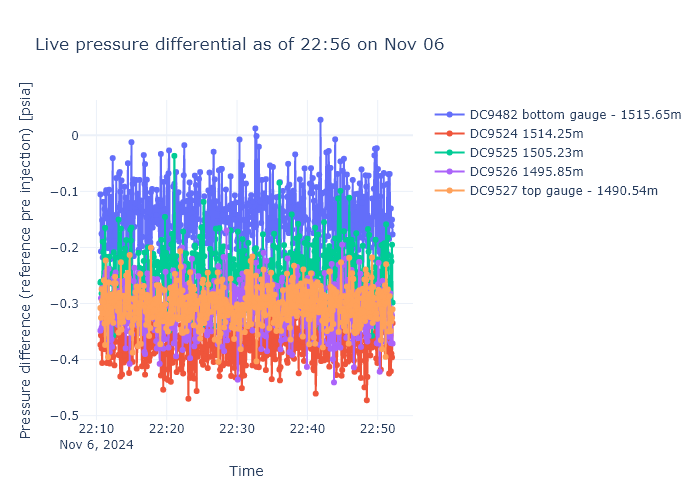 Live pressure differential as of 22:56 on Nov 06
Pressure difference (reference pre injection) [psia]
0
−0.1
−0.2
−0.3
−0.4
−0.5
22:10
22:20
22:30
22:40
22:50
Nov 6, 2024
Time
DC9482 bottom gauge - 1515.65m
DC9524 1514.25m
DC9525 1505.23m
DC9526 1495.85m
DC9527 top gauge - 1490.54m